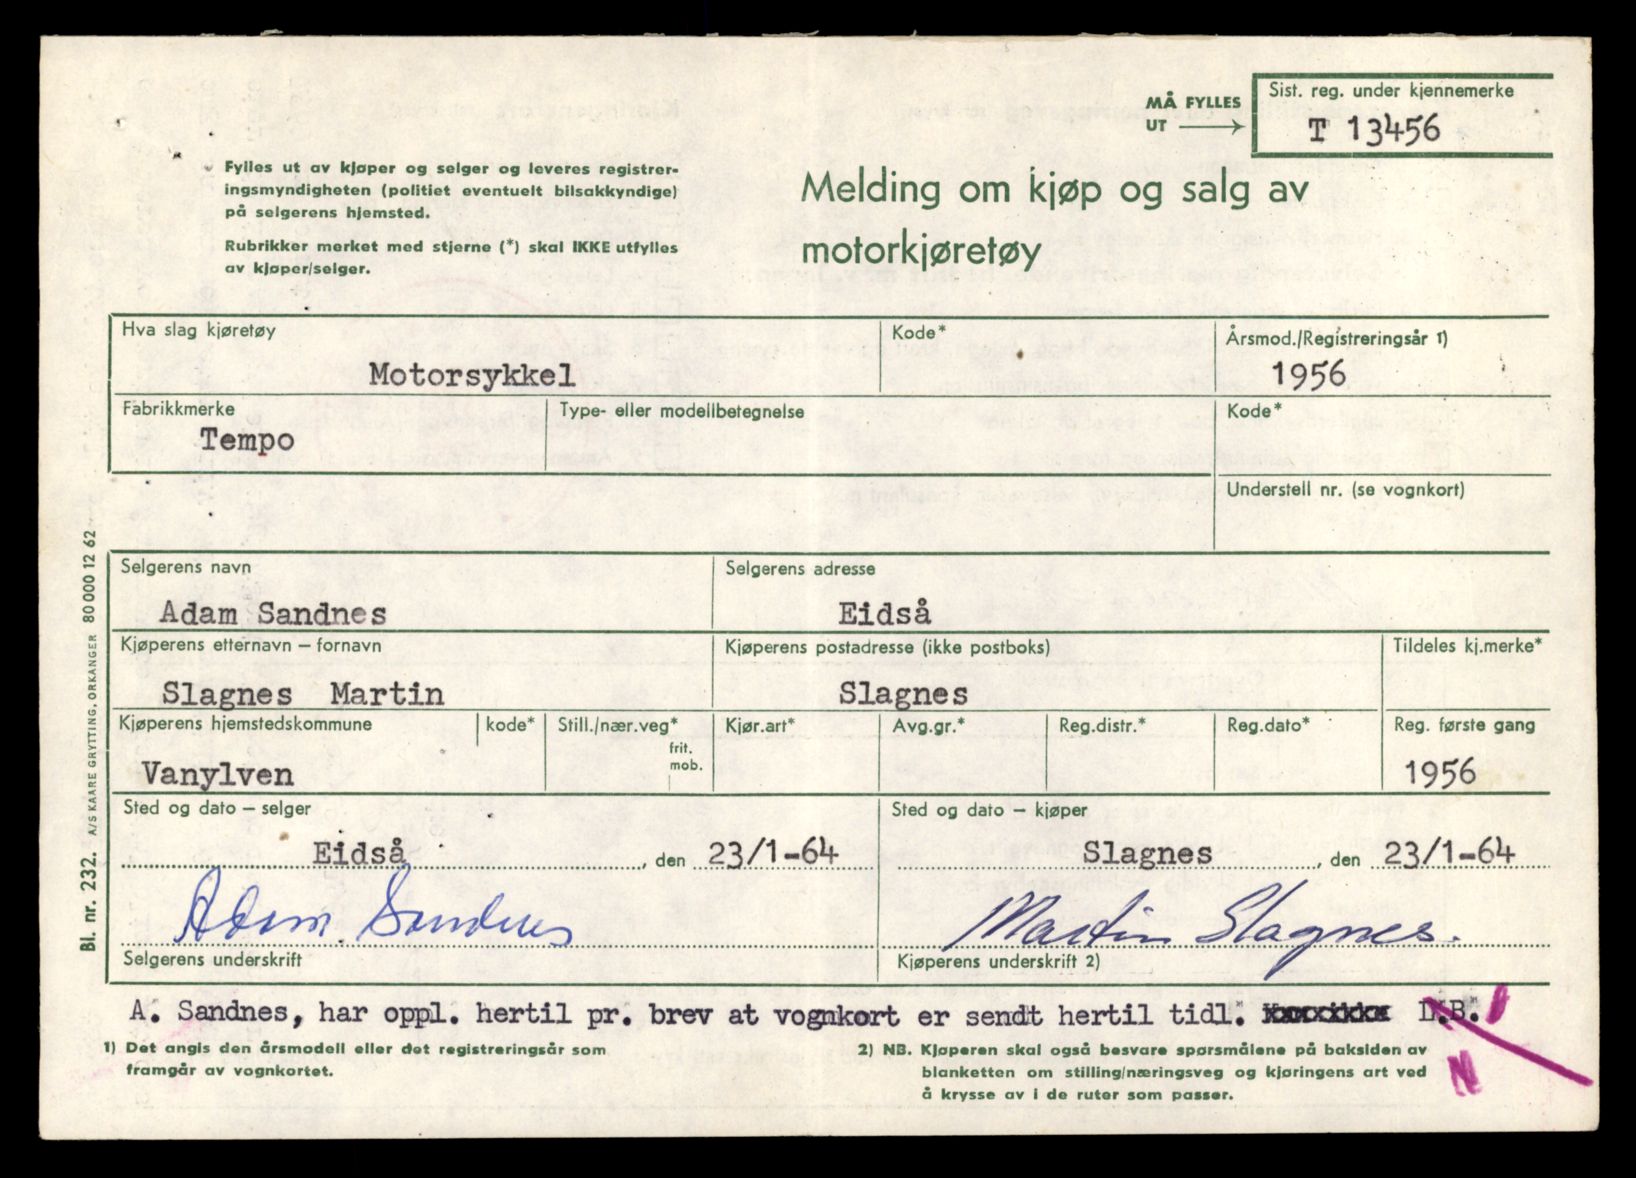 MÅ FYLLES
UT
Sist. reg. under kjennemerke
T 13456
Fylles ut av kjøper og selger og leveres registrer-
ingsmyndigheten (politiet eventuelt bilsakkyndige)
på selgerens hjemsted.
Rubrikker merket med stjerne (*) skal IKKE utfylles
av kjøper/selger.
Melding om kjøp og salg av
motorkjøretøy
Hva slag kjøretøy
Kode*
Årsmod./Registreringsår 1)
Motorsykkel
1956
Fabrikkmerke
Type- eller modellbetegnelse
Kode*
Tempo
Understell nr. (se vognkort)
Selgerens navn
Selgerens adresse
Adam Sandnes
Eidså
Kjøperens etternavn – fornavn
Kjøperens postadresse (ikke postboks)
Tildeles kj.merke*
Slagnes Martin
Slagnes
Kjøperens hjemstedskommune
kode*
Still./nær.veg*
Kjør.art*
Avg.gr.*
Reg.distr.*
Reg.dato*
Reg. første gang
frit.
mob.
Vanylven
1956
Sted og dato – selger
Sted og dato – kjøper
Eidså, den 23/1-64
Slagnes, den 23/1-64
Adam Sandnes
Martin Slagnes.
Selgerens underskrift
Kjøperens underskrift 2)
A. Sandnes, har oppl. hertil pr. brev at vognkort er sendt hertil tidl.
1) Det angis den årsmodell eller det registreringsår som
framgår av vognkortet.
2) NB. Kjøperen skal også besvare spørsmålene på baksiden av
blanketten om stilling/næringsveg og kjøringens art ved
å krysse av i de ruter som passer.
Bl. nr. 232. A/S KAARE GRYTTING, ORKANGER 80 000 12 62